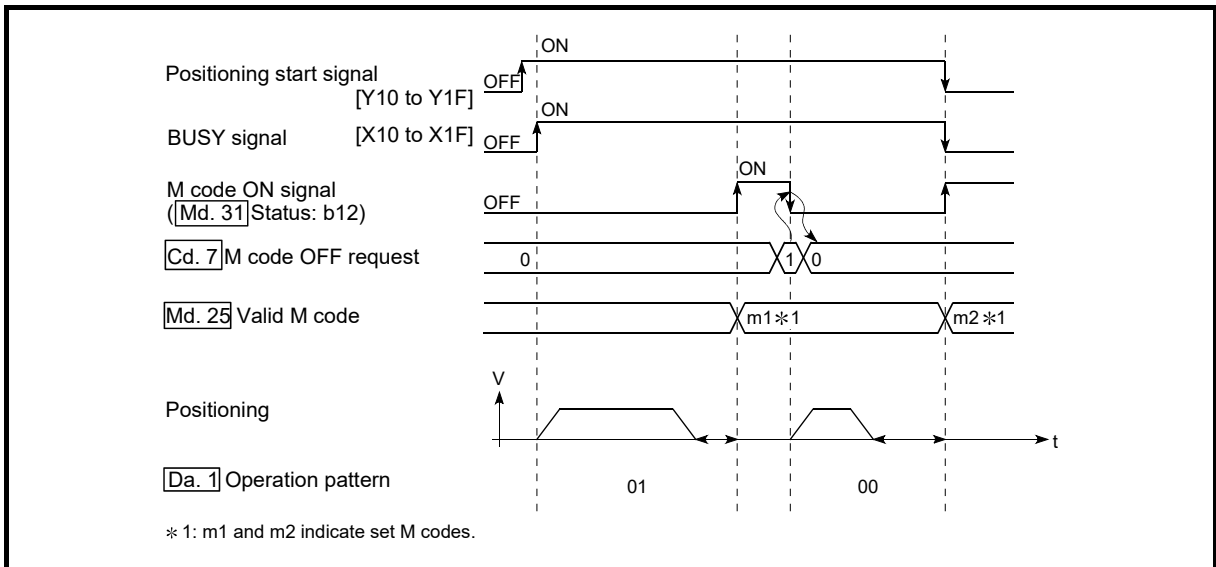 ON
Positioning start signal
OFF
[Y10 to Y1F]
ON
BUSY signal [X10 to X1F]
OFF
ON
M code ON signal
OFF
(Md. 31 Status: b12)
Cd. 7 M code OFF request
0 1 0
Md. 25 Valid M code
m1*1 m2*1
V
Positioning
t
Da. 1 Operation pattern
01 00
*1: m1 and m2 indicate set M codes.